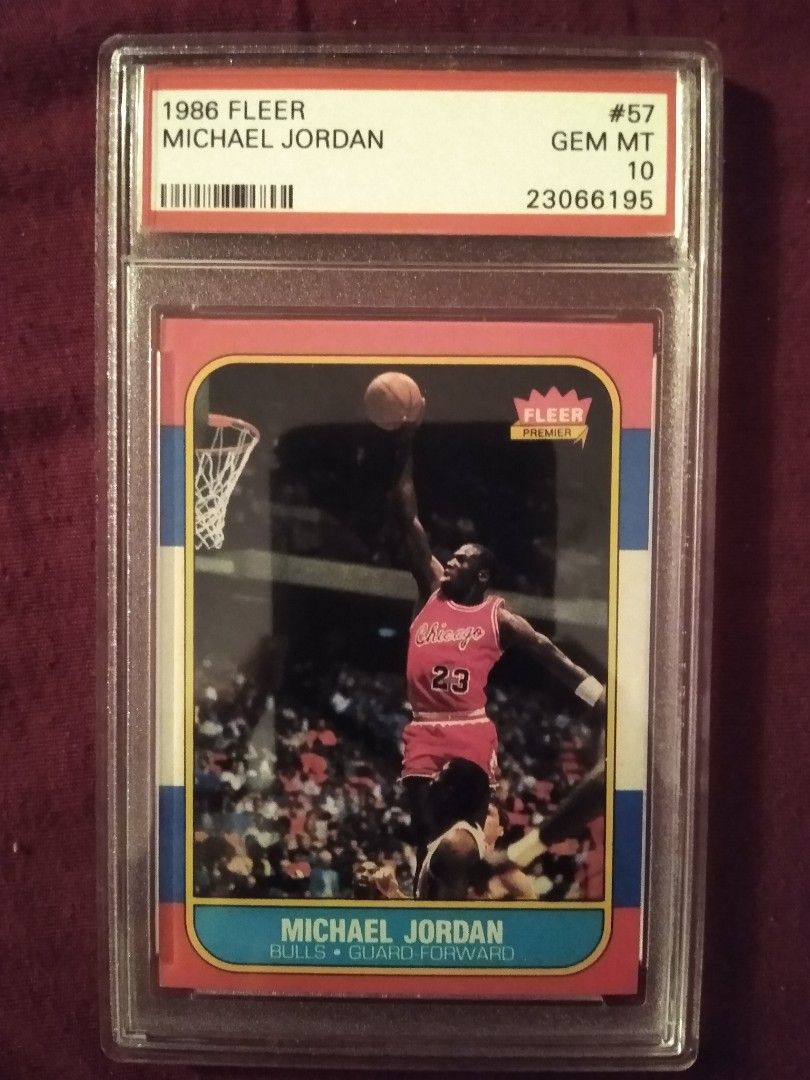 1986 FLEER #57
MICHAEL JORDAN GEM MT
10
23066195
FLEER
PREMIER
Chicago
23
MICHAEL JORDAN
BULLS • GUARD FORWARD